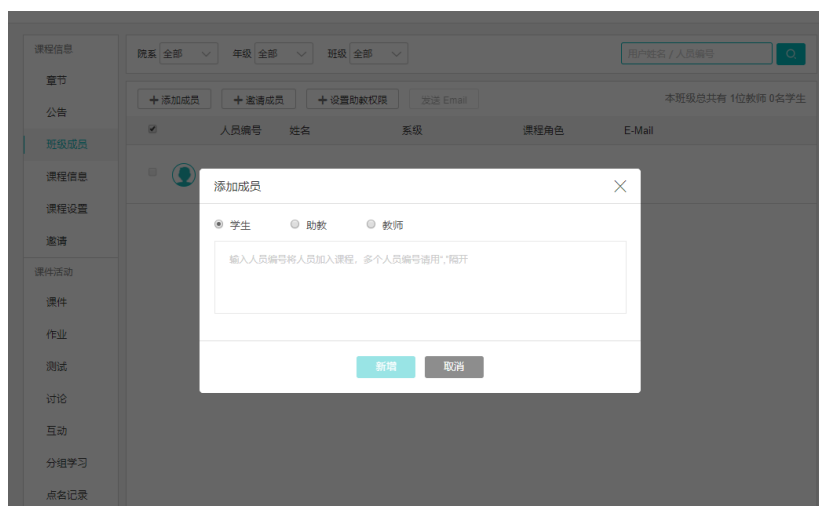 课程信息
章节
公告
班级成员
课程信息
课程设置
邀请
课件活动
课件
作业
测试
讨论
互动
分组学习
点名记录
院系 全部 年级 全部 班级 全部 用户姓名 / 人员编号
+ 添加成员 + 邀请成员 + 设置助教权限 发送 Email 本班级总共有 1位教师 0名学生
人员编号 姓名 系级 课程角色 E-Mail
添加成员
学生 助教 教师
输入人员编号将人员加入课程，多个人员编号请用","隔开
新增 取消